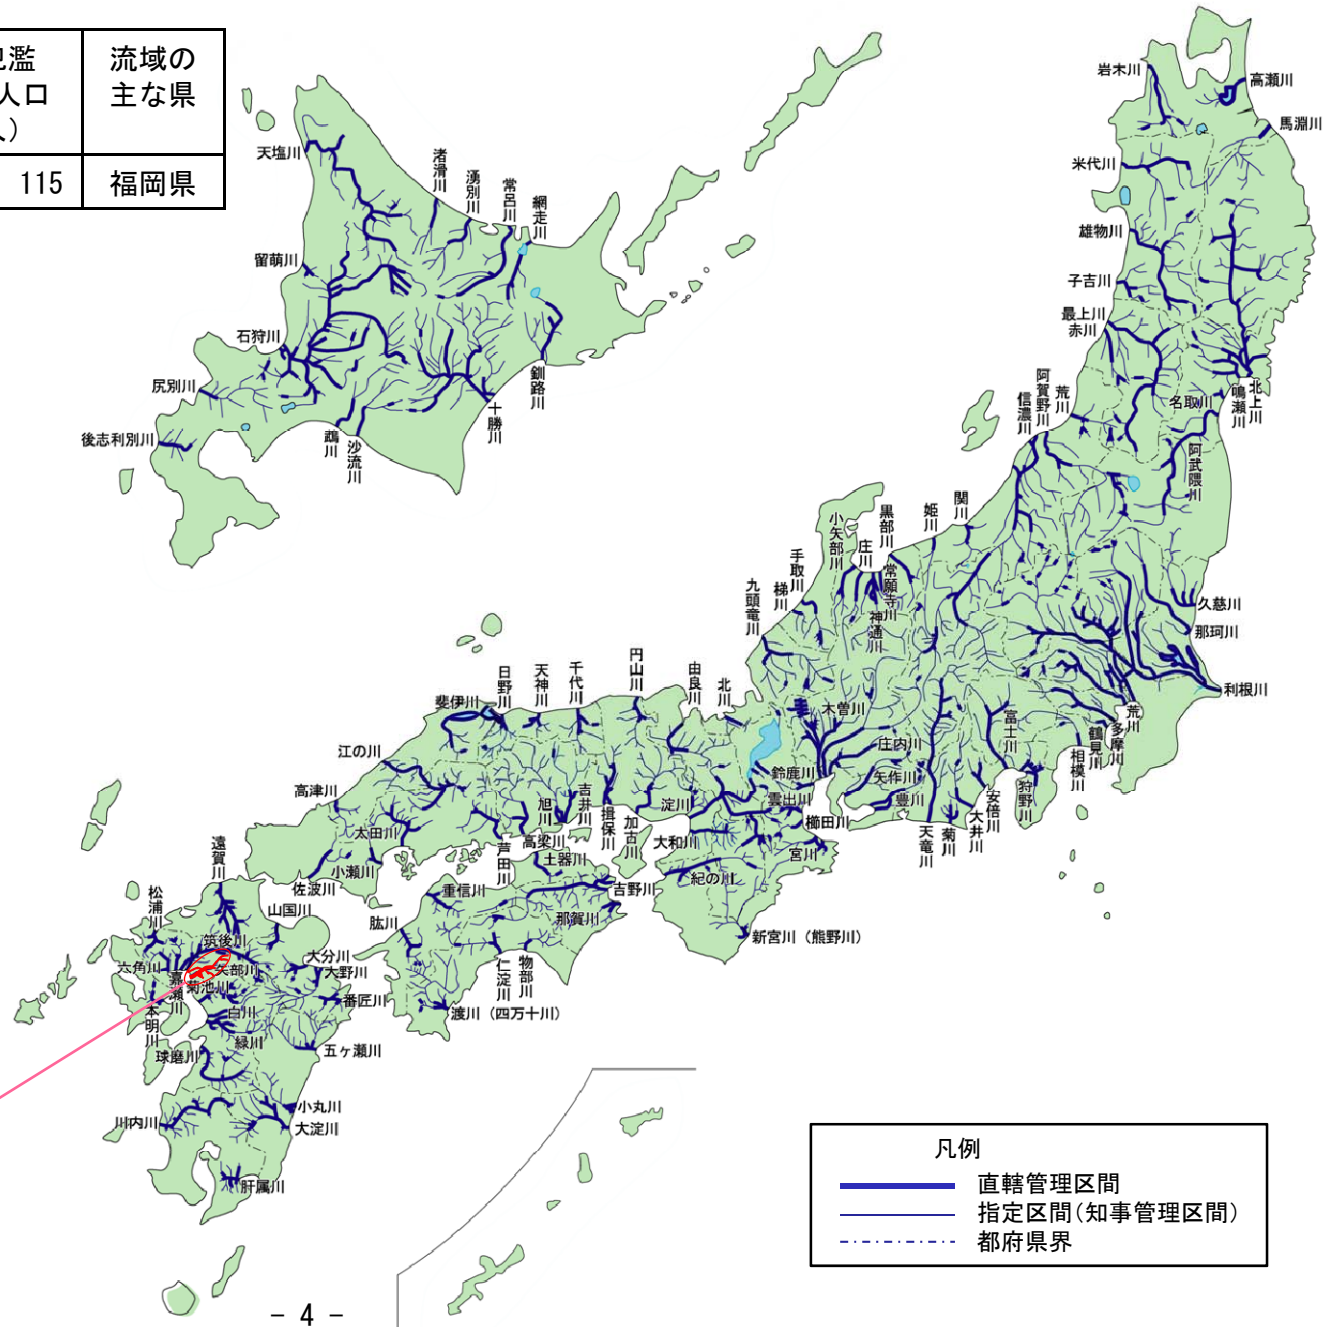 氾濫
人口
人）
流域の
主な県
115
福岡県
天塩川
渚滑川
湧別川
常呂川
網走川
留萌川
石狩川
尻別川
後志利別川
鵡川
沙流川
十勝川
釧路川
岩木川
高瀬川
馬淵川
米代川
雄物川
子吉川
最上川
赤川
荒川
阿賀野川
信濃川
名取川
鳴瀬川
北上川
阿武隈川
関川
姫川
黒部川
常願寺川
神通川
庄川
小矢部川
手取川
梯川
九頭竜川
久慈川
那珂川
利根川
荒川
多摩川
鶴見川
相模川
富士川
狩野川
安倍川
大井川
菊川
天竜川
豊川
矢作川
庄内川
木曽川
鈴鹿川
雲出川
櫛田川
宮川
北川
由良川
円山川
千代川
天神川
日野川
斐伊川
江の川
高津川
太田川
小瀬川
佐波川
芦田川
高梁川
旭川
吉井川
揖保川
加古川
淀川
大和川
紀の川
新宮川（熊野川）
土器川
吉野川
那賀川
重信川
肱川
物部川
仁淀川
渡川（四万十川）
遠賀川
山国川
松浦川
筑後川
六角川
嘉瀬川
矢部川
菊池川
本明川
白川
緑川
球磨川
大分川
大野川
番匠川
五ヶ瀬川
小丸川
大淀川
川内川
肝属川
凡例
直轄管理区間
指定区間（知事管理区間）
都府県界
- 4 -